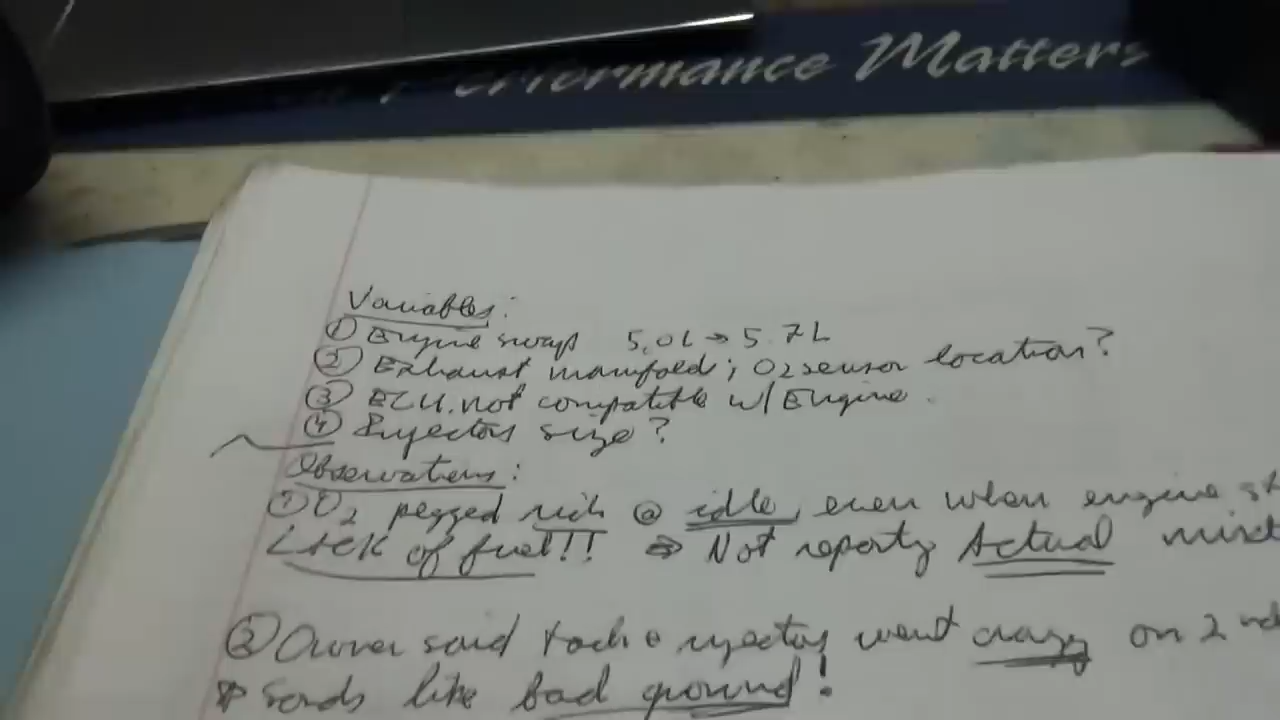 Performance Matters
Variables:
① Engine swap 5.0L → 5.7L
② Exhaust manifold; O2 sensor location?
③ ECU not compatible w/ Engine.
④ Injectors size?
Observations:
① O2 pegged rich @ idle, even when engine
Lack of fuel!! ⇒ Not reporting Actual
② Owner said tach & injectors went crazy on 2nd
* Sounds like bad ground!